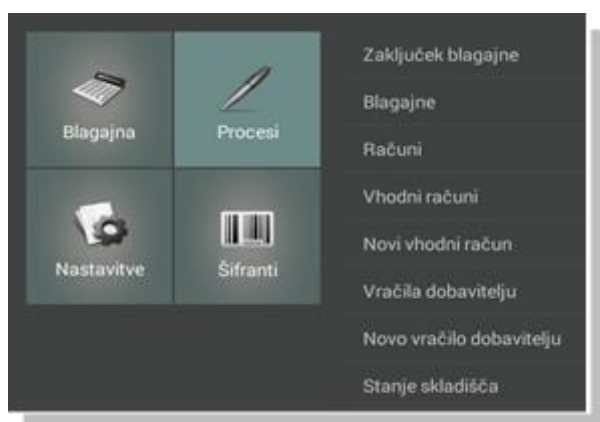 Blagajna
Procesi
Nastavitve
Šifranti
Zaključek blagajne
Blagajne
Računi
Vhodni računi
Novi vhodni račun
Vračila dobavitelju
Novo vračilo dobavitelju
Stanje skladišča